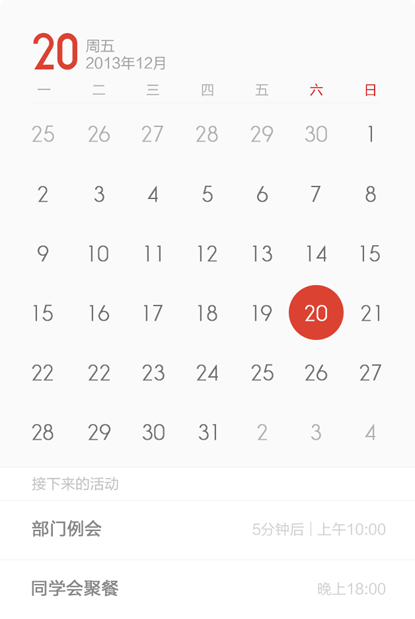 20 周五
2013年12月
一 二 三 四 五 六 日
25 26 27 28 29 30 1
2 3 4 5 6 7 8
9 10 11 12 13 14 15
15 16 17 18 19 20 21
22 22 23 24 25 26 27
28 29 30 31 2 3 4
接下来的活动
部门例会 5分钟后 | 上午10:00
同学会聚餐 晚上18:00